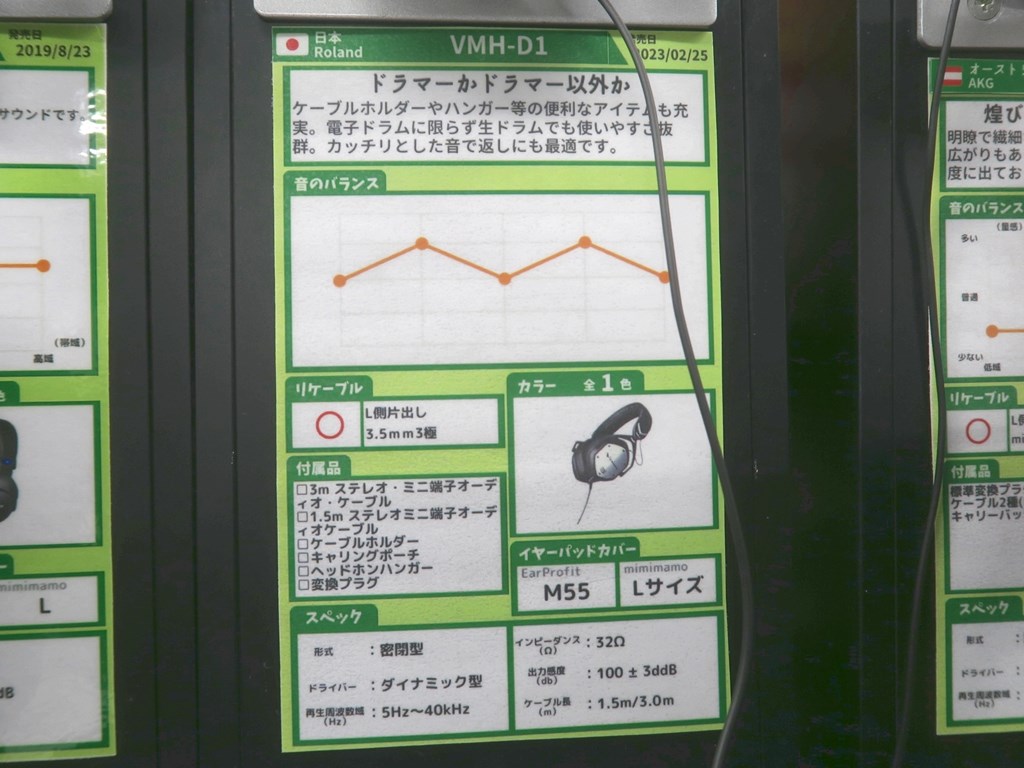 発売日
2019/8/23
サウンドです。
(帯域)
高域
mimimamo
L
日本
Roland
VMH-D1
2023/02/25
ドラマーかドラマー以外か
ケーブルホルダーやハンガー等の便利なアイテムも充
実。電子ドラムに限らず生ドラムでも使いやすさ抜
群。カッチリとした音で返しにも最適です。
音のバランス
リケーブル
L側片出し
3.5mm3極
カラー 全1色
付属品
□3m ステレオ・ミニ端子オーデ
ィオ・ケーブル
□1.5m ステレオミニ端子オーデ
ィオケーブル
□ケーブルホルダー
□キャリングポーチ
□ヘッドホンハンガー
□変換プラグ
イヤーパッドカバー
EarProfit
M55
mimimamo
Lサイズ
スペック
形式 : 密閉型
ドライバー : ダイナミック型
再生周波数域
(Hz) : 5Hz〜40kHz
インピーダンス
(Ω) : 32Ω
出力感度
(db) : 100 ± 3ddB
ケーブル長
(m) : 1.5m/3.0m
オースト
AKG
煌び
明瞭で繊細
広がりもあ
度に出てお
音のバランス
(量感)
多い
普通
少ない
低域
リケーブル
付属品
標準変換プラ
ケーブル2種
キャリーバッ
スペック
形式 :
ドライバー :
再生周波数域
(Hz) :